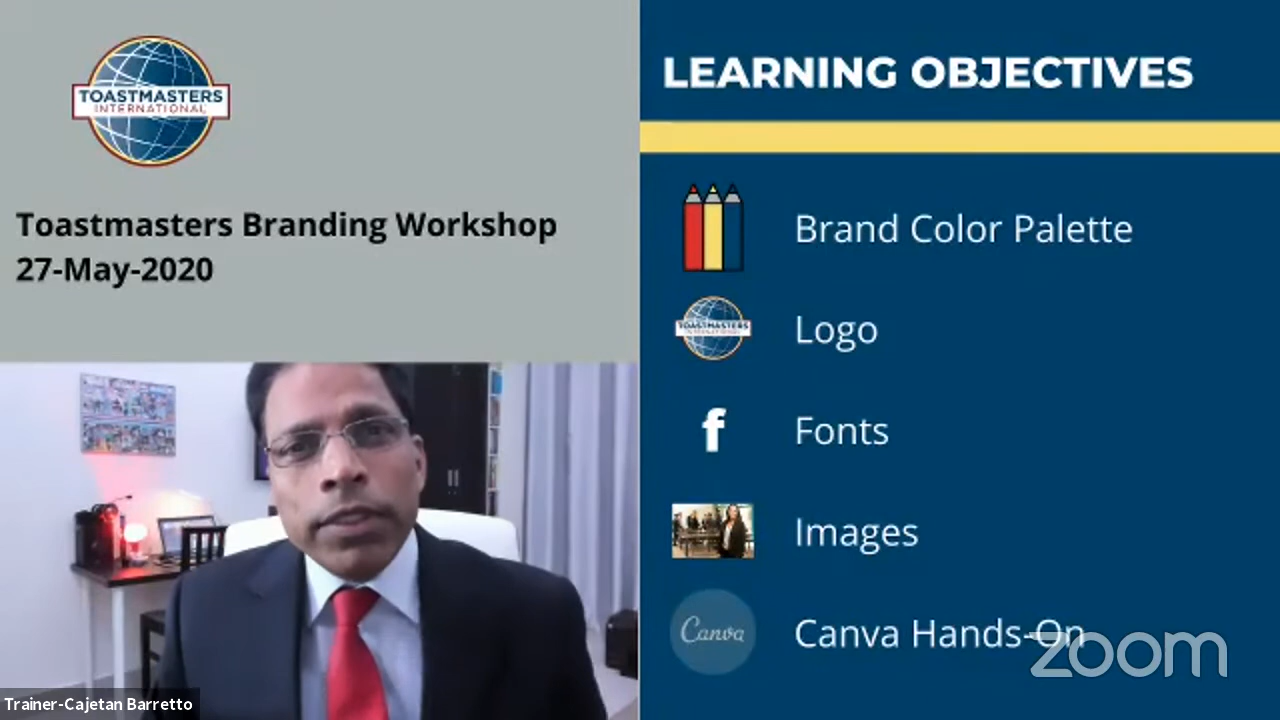 TOASTMASTERS
INTERNATIONAL
Toastmasters Branding Workshop
27-May-2020
LEARNING OBJECTIVES
Brand Color Palette
TOASTMASTERS
Logo
f
Fonts
Images
Canva
Canva Hands-On
zoom
Trainer-Cajetan Barretto